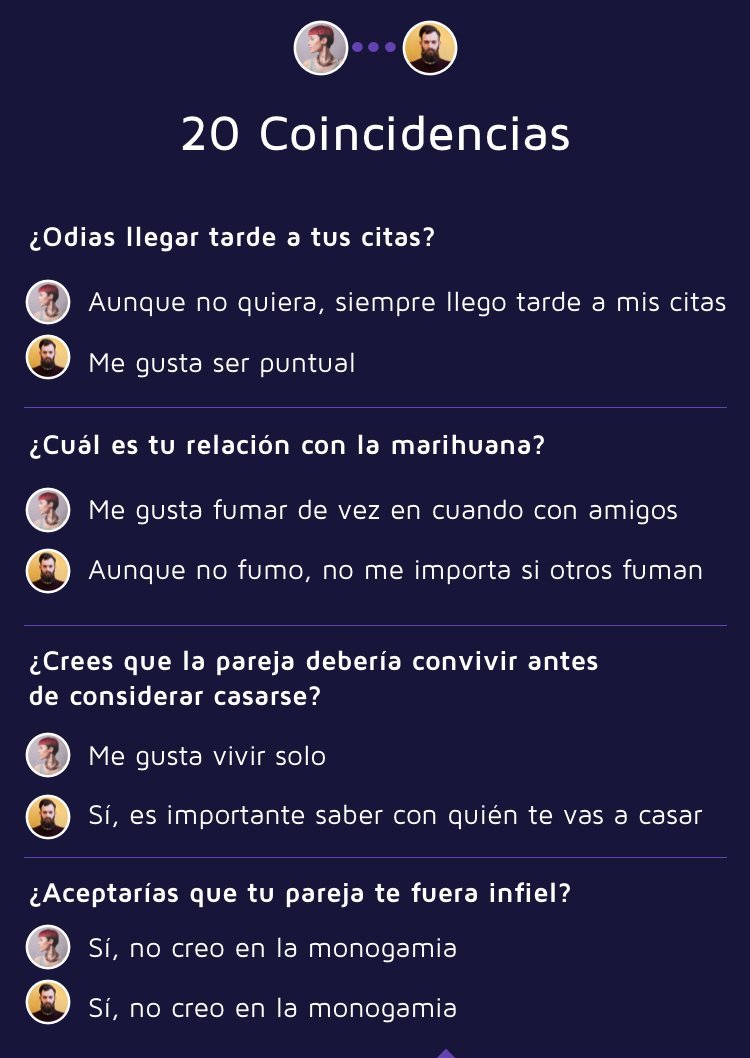 20 Coincidencias
¿Odias llegar tarde a tus citas?
Aunque no quiera, siempre llego tarde a mis citas
Me gusta ser puntual
¿Cuál es tu relación con la marihuana?
Me gusta fumar de vez en cuando con amigos
Aunque no fumo, no me importa si otros fuman
¿Crees que la pareja debería convivir antes
de considerar casarse?
Me gusta vivir solo
Sí, es importante saber con quién te vas a casar
¿Aceptarías que tu pareja te fuera infiel?
Sí, no creo en la monogamia
Sí, no creo en la monogamia